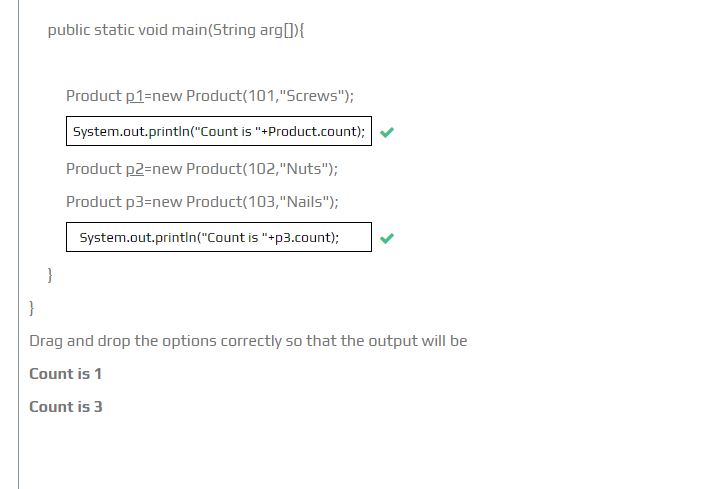 public static void main(String arg[]){
Product p1=new Product(101,"Screws");
System.out.println("Count is "+Product.count);
Product p2=new Product(102,"Nuts");
Product p3=new Product(103,"Nails");
System.out.println("Count is "+p3.count);
}
}
Drag and drop the options correctly so that the output will be
Count is 1
Count is 3